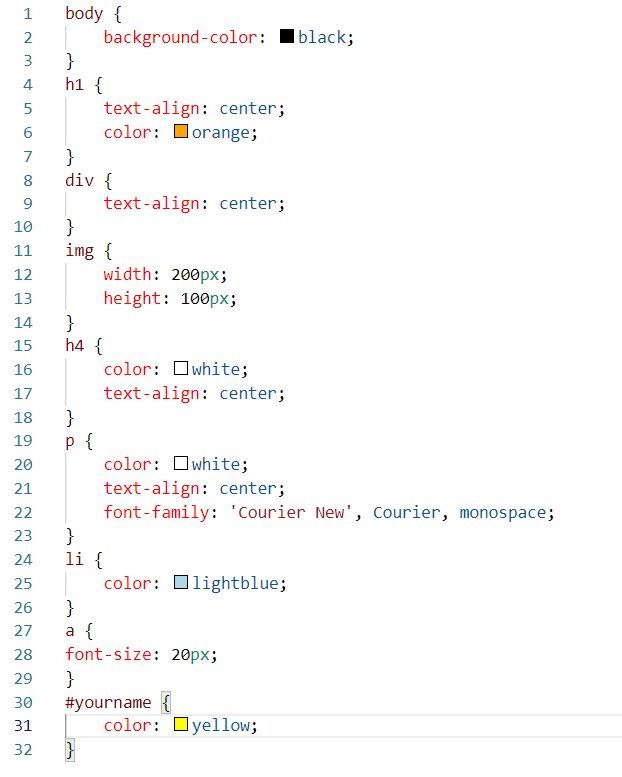 1 body {
2     background-color: black;
3 }
4 h1 {
5     text-align: center;
6     color: orange;
7 }
8 div {
9     text-align: center;
10 }
11 img {
12     width: 200px;
13     height: 100px;
14 }
15 h4 {
16     color: white;
17     text-align: center;
18 }
19 p {
20     color: white;
21     text-align: center;
22     font-family: 'Courier New', Courier, monospace;
23 }
24 li {
25     color: lightblue;
26 }
27 a {
28 font-size: 20px;
29 }
30 #yourname {
31     color: yellow;
32 }